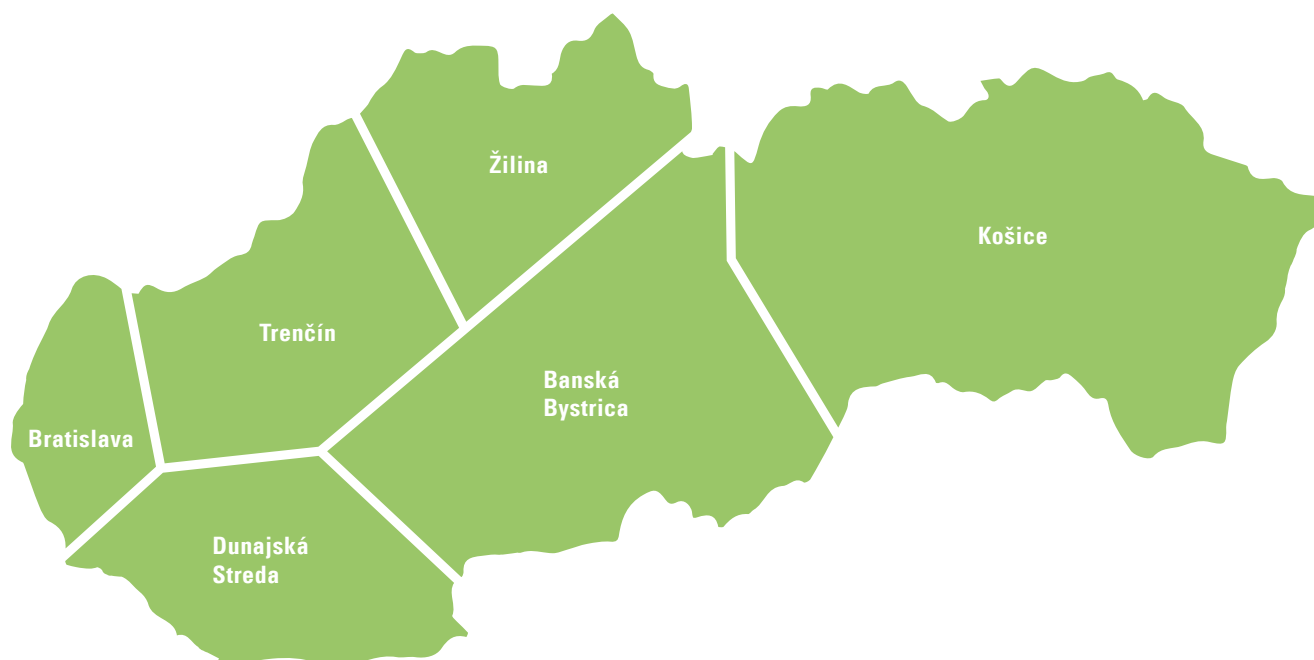 Žilina
Košice
Trenčín
Banská
Bystrica
Bratislava
Dunajská
Streda